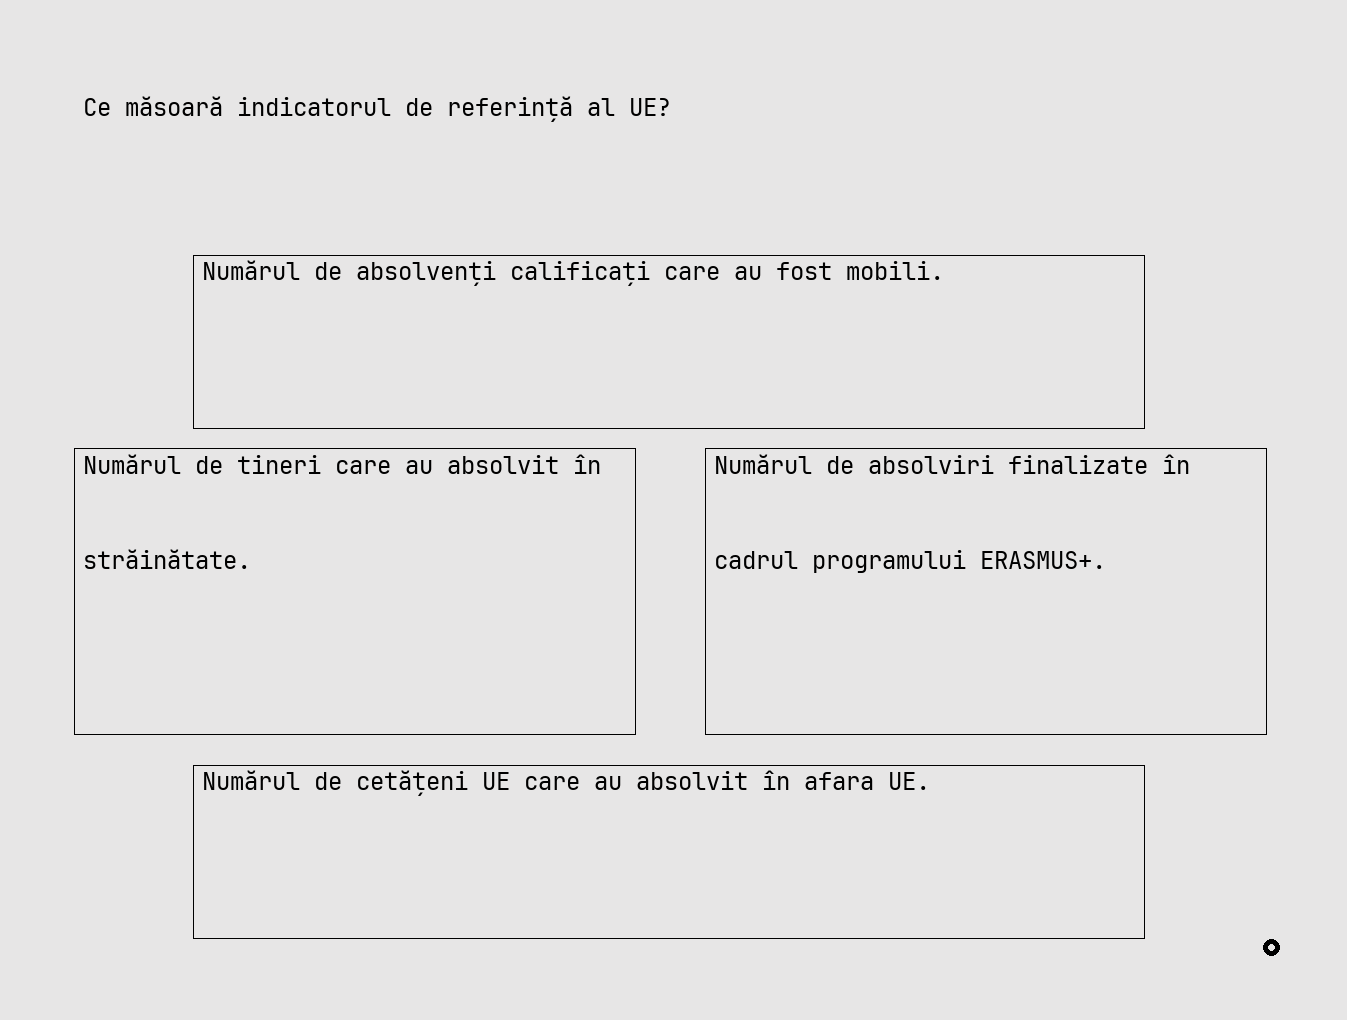 Ce măsoară indicatorul de referință al UE?
Numărul de absolvenți calificați care au fost mobili.
Numărul de tineri care au absolvit în
străinătate.
Numărul de absolviri finalizate în
cadrul programului ERASMUS+.
Numărul de cetățeni UE care au absolvit în afara UE.